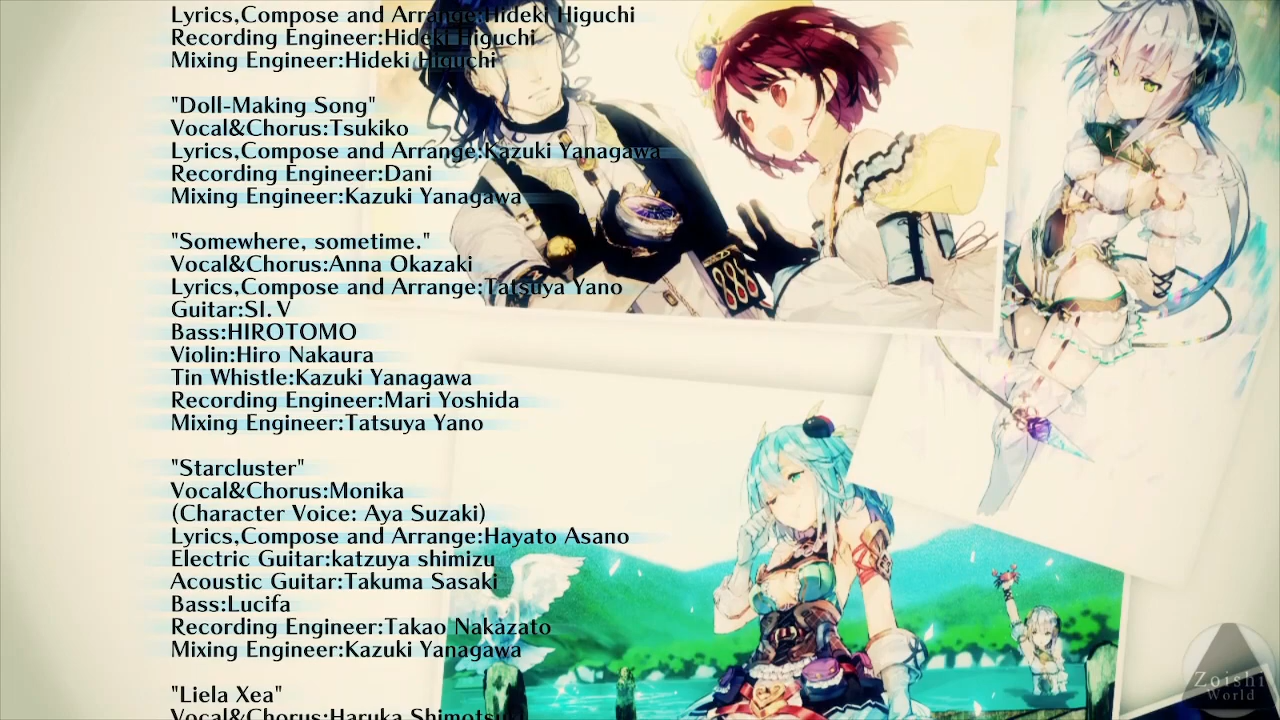 Lyrics,Compose and Arrange:Hideki Higuchi
Recording Engineer:Hideki Higuchi
Mixing Engineer:Hideki Higuchi
"Doll-Making Song"
Vocal&Chorus:Tsukiko
Lyrics,Compose and Arrange:Kazuki Yanagawa
Recording Engineer:Dani
Mixing Engineer:Kazuki Yanagawa
"Somewhere, sometime."
Vocal&Chorus:Anna Okazaki
Lyrics,Compose and Arrange:Tatsuya Yano
Guitar:SI. V
Bass:HIROTOMO
Violin:Hiro Nakaura
Tin Whistle:Kazuki Yanagawa
Recording Engineer:Mari Yoshida
Mixing Engineer:Tatsuya Yano
"Starcluster"
Vocal&Chorus:Monika
(Character Voice: Aya Suzaki)
Lyrics,Compose and Arrange:Hayato Asano
Electric Guitar:katzuya shimizu
Acoustic Guitar:Takuma Sasaki
Bass:Lucifa
Recording Engineer:Takao Nakazato
Mixing Engineer:Kazuki Yanagawa
"Liela Xea"
Vocal&Chorus:Haruka
Zoishi
World